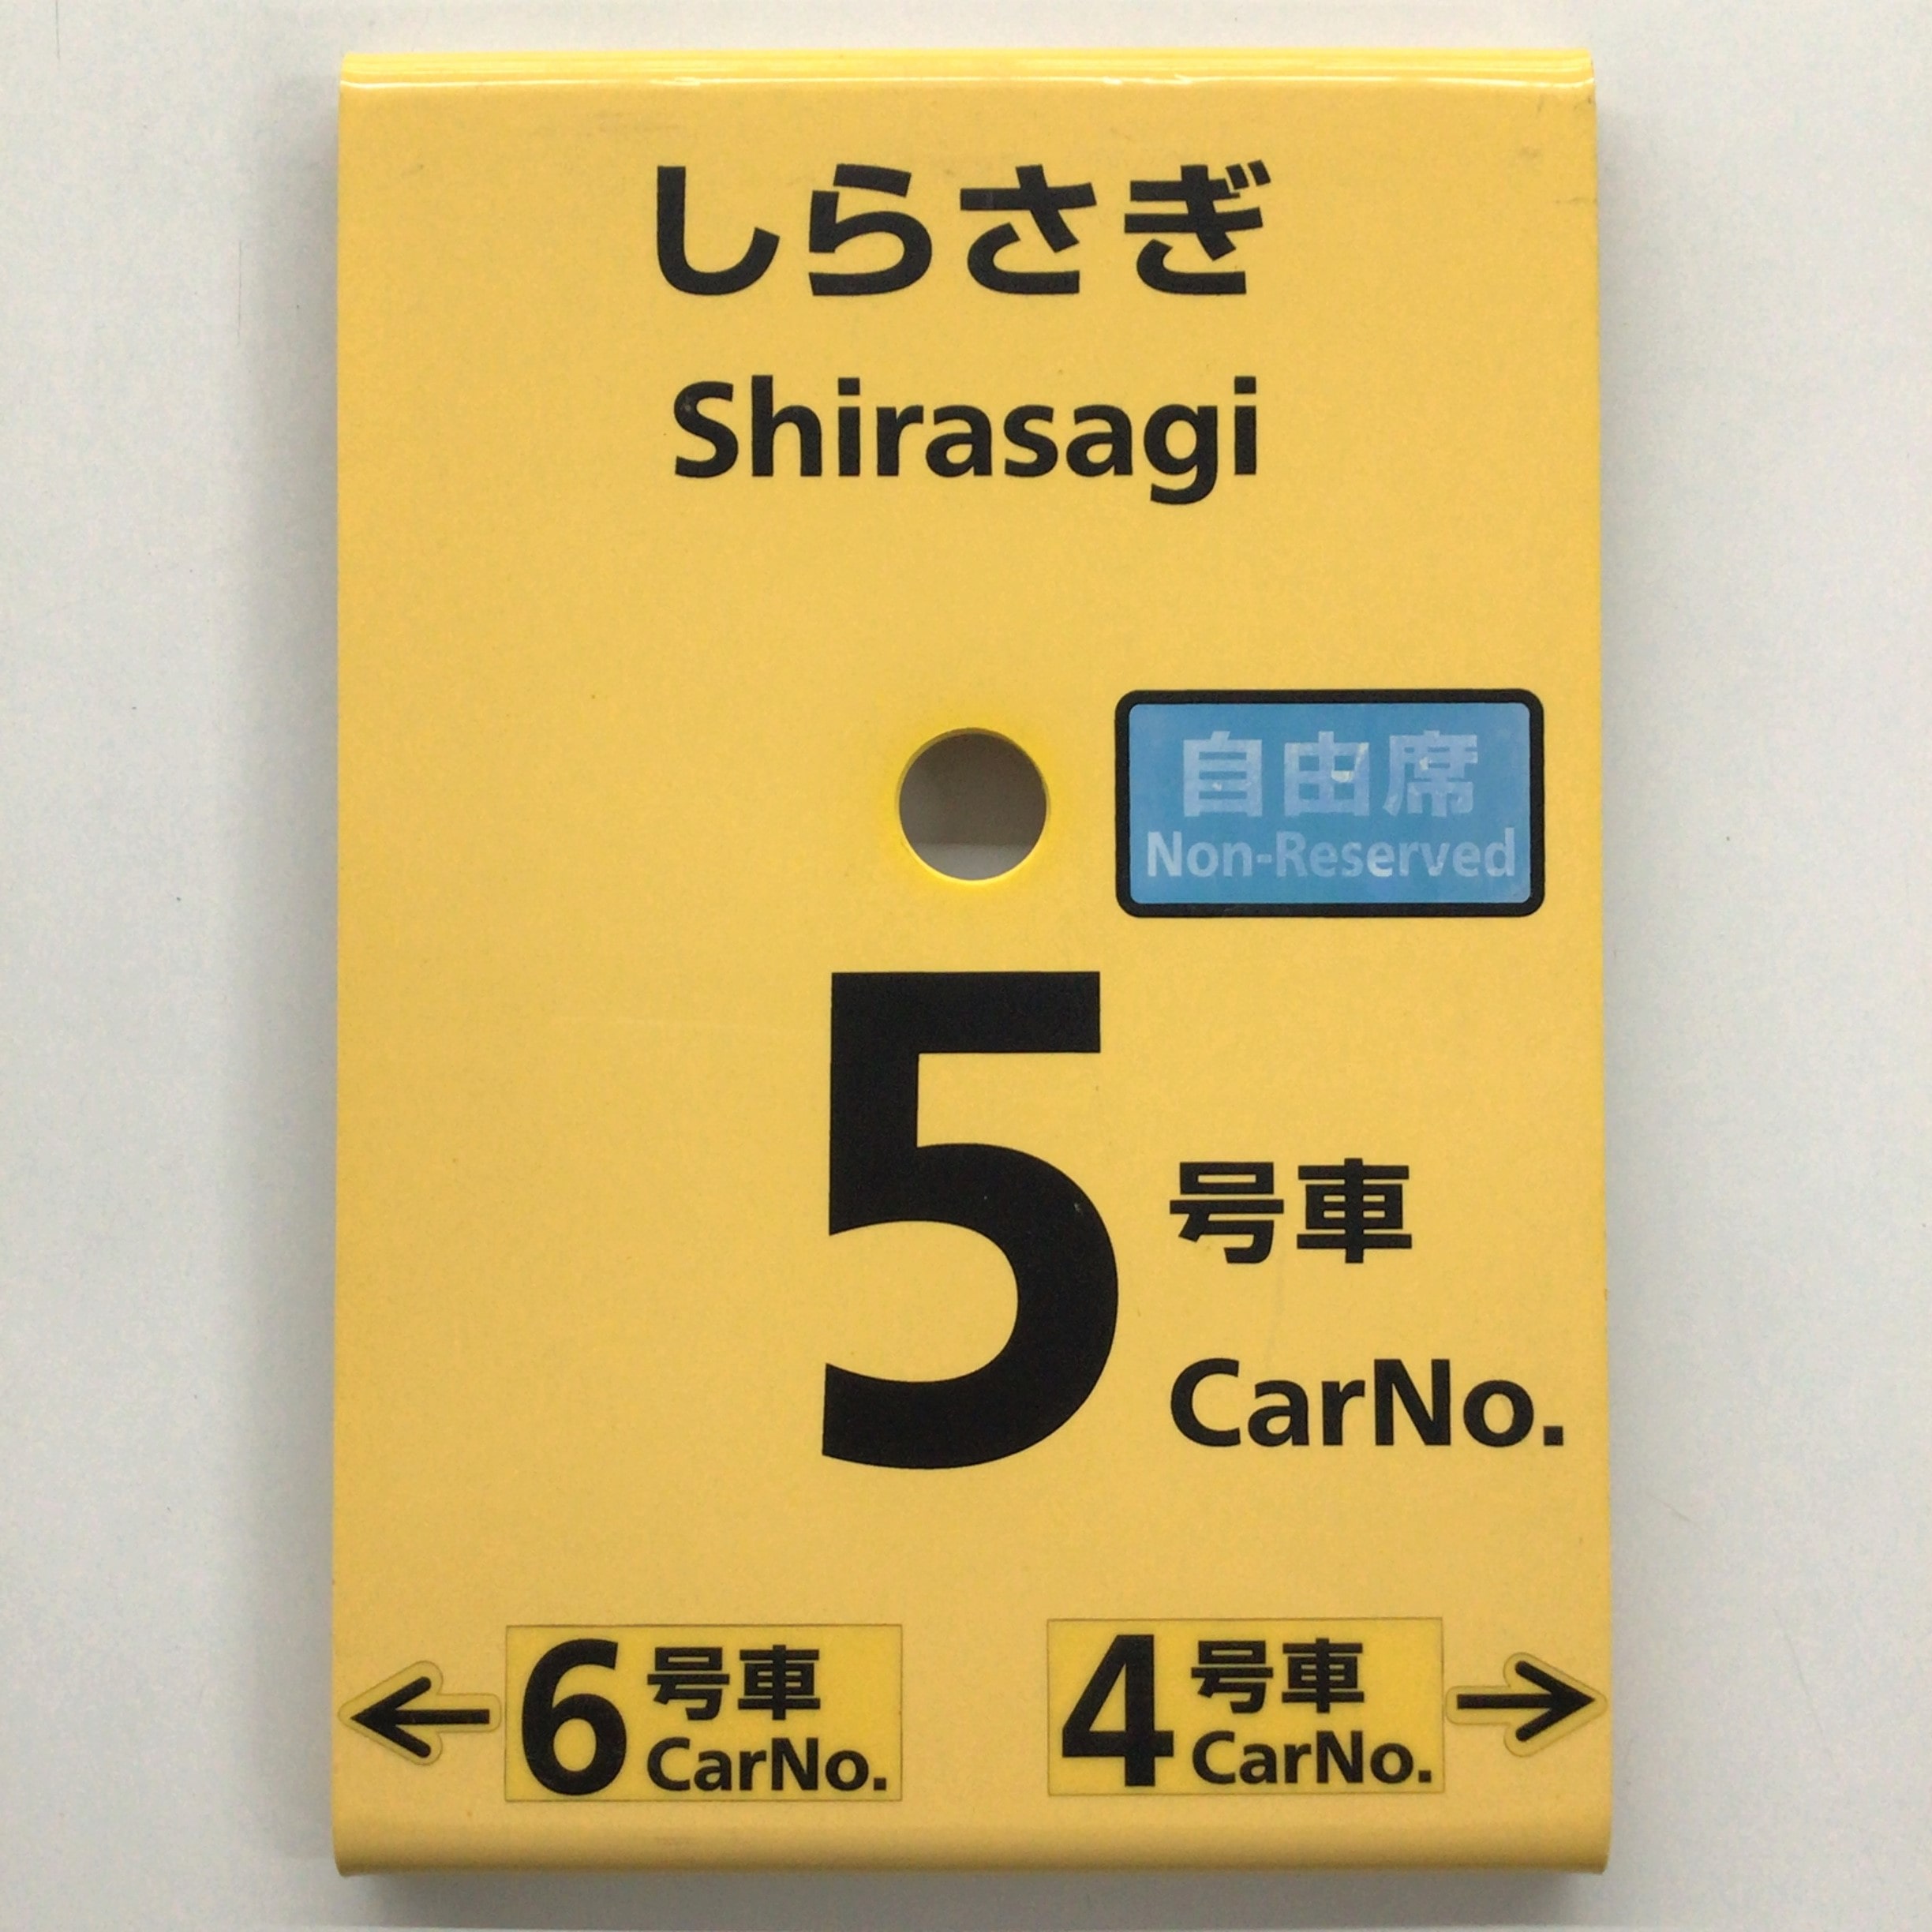 しらさぎ
Shirasagi
自由席
Non-Reserved
5 号車
CarNo.
← 6 号車
CarNo.
4 号車 →
CarNo.